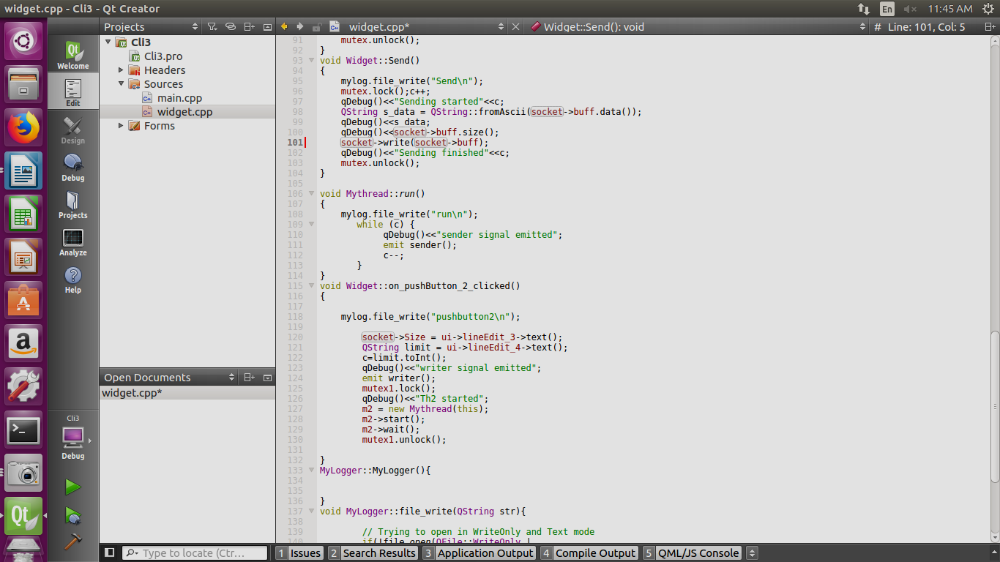 widget.cpp - Cli3 - Qt Creator
En
11:45 AM
Projects
widget.cpp*
Widget::Send(): void
# Line: 101, Col: 5
Welcome
Edit
Design
Debug
Projects
Analyze
Help
Cli3
Debug
Cli3
Cli3.pro
Headers
Sources
main.cpp
widget.cpp
Forms
Open Documents
widget.cpp*
91 mutex.unlock();
92 }
93 void Widget::Send()
94 {
95 mylog.file_write("Send\n");
96 mutex.lock();c++;
97 qDebug()<<"Sending started"<<c;
98 QString s_data = QString::fromAscii(socket->buff.data());
99 qDebug()<<s_data;
100 qDebug()<<socket->buff.size();
101 socket->write(socket->buff);
102 qDebug()<<"Sending finished"<<c;
103 mutex.unlock();
104 }
105
106 void Mythread::run()
107 {
108 mylog.file_write("run\n");
109 while (c) {
110 qDebug()<<"sender signal emitted";
111 emit sender();
112 c--;
113 }
114 }
115 void Widget::on_pushButton_2_clicked()
116 {
117
118 mylog.file_write("pushbutton2\n");
119
120 socket->Size = ui->lineEdit_3->text();
121 QString limit = ui->lineEdit_4->text();
122 c=limit.toInt();
123 qDebug()<<"writer signal emitted";
124 emit writer();
125 mutex1.lock();
126 qDebug()<<"Th2 started";
127 m2 = new Mythread(this);
128 m2->start();
129 m2->wait();
130 mutex1.unlock();
131
132 }
133 MyLogger::MyLogger(){
134
135
136 }
137 void MyLogger::file_write(QString str){
138
139 // Trying to open in WriteOnly and Text mode
140 if(!file.open(QFile::WriteOnly |
Type to locate (Ctr...
1 Issues
2 Search Results
3 Application Output
4 Compile Output
5 QML/JS Console